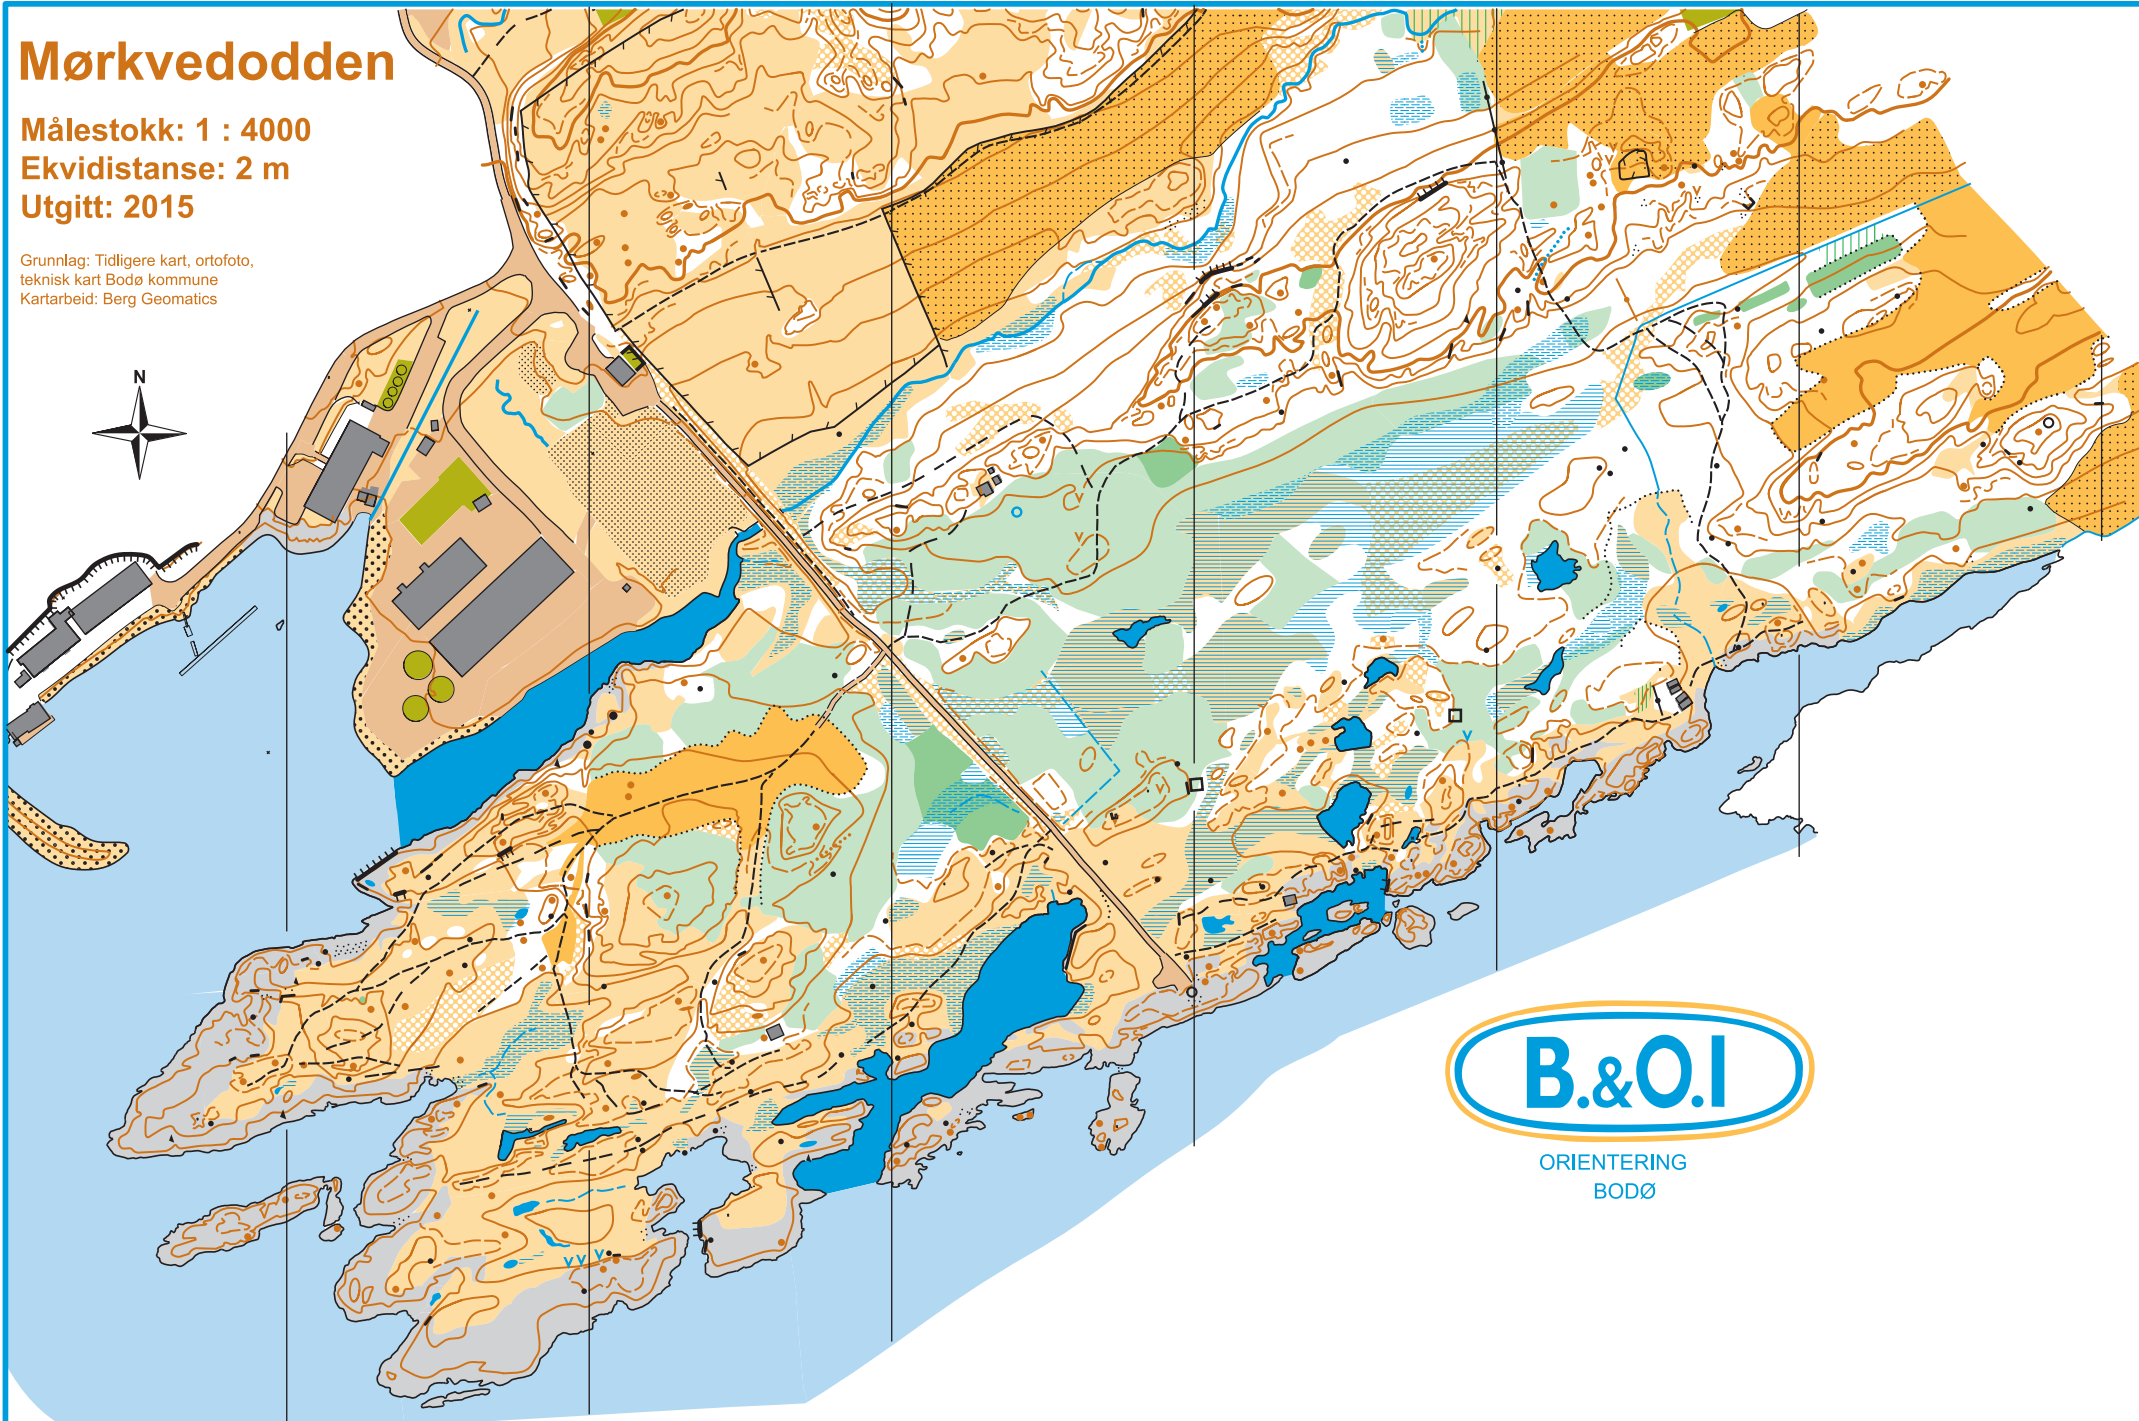 Mørkvedodden
Målestokk: 1 : 4000
Ekvidistanse: 2 m
Utgitt: 2015
Grunnlag: Tidligere kart, ortofoto,
teknisk kart Bodø kommune
Kartarbeid: Berg Geomatics
N
B.&O.I
ORIENTERING
BODØ